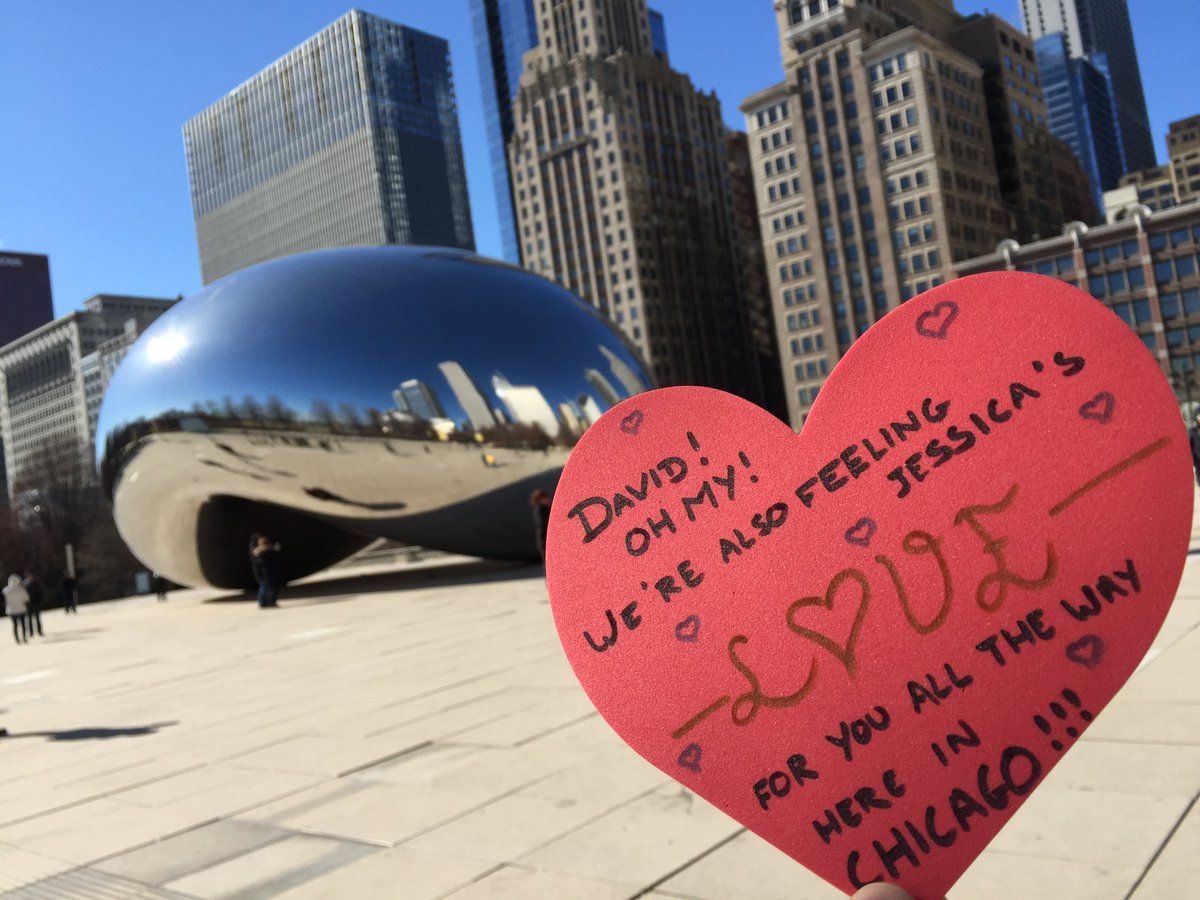 DAVID!
OH MY!
WE'RE ALSO FEELING
JESSICA'S
LOVE
FOR YOU ALL THE WAY
HERE IN
CHICAGO!!!